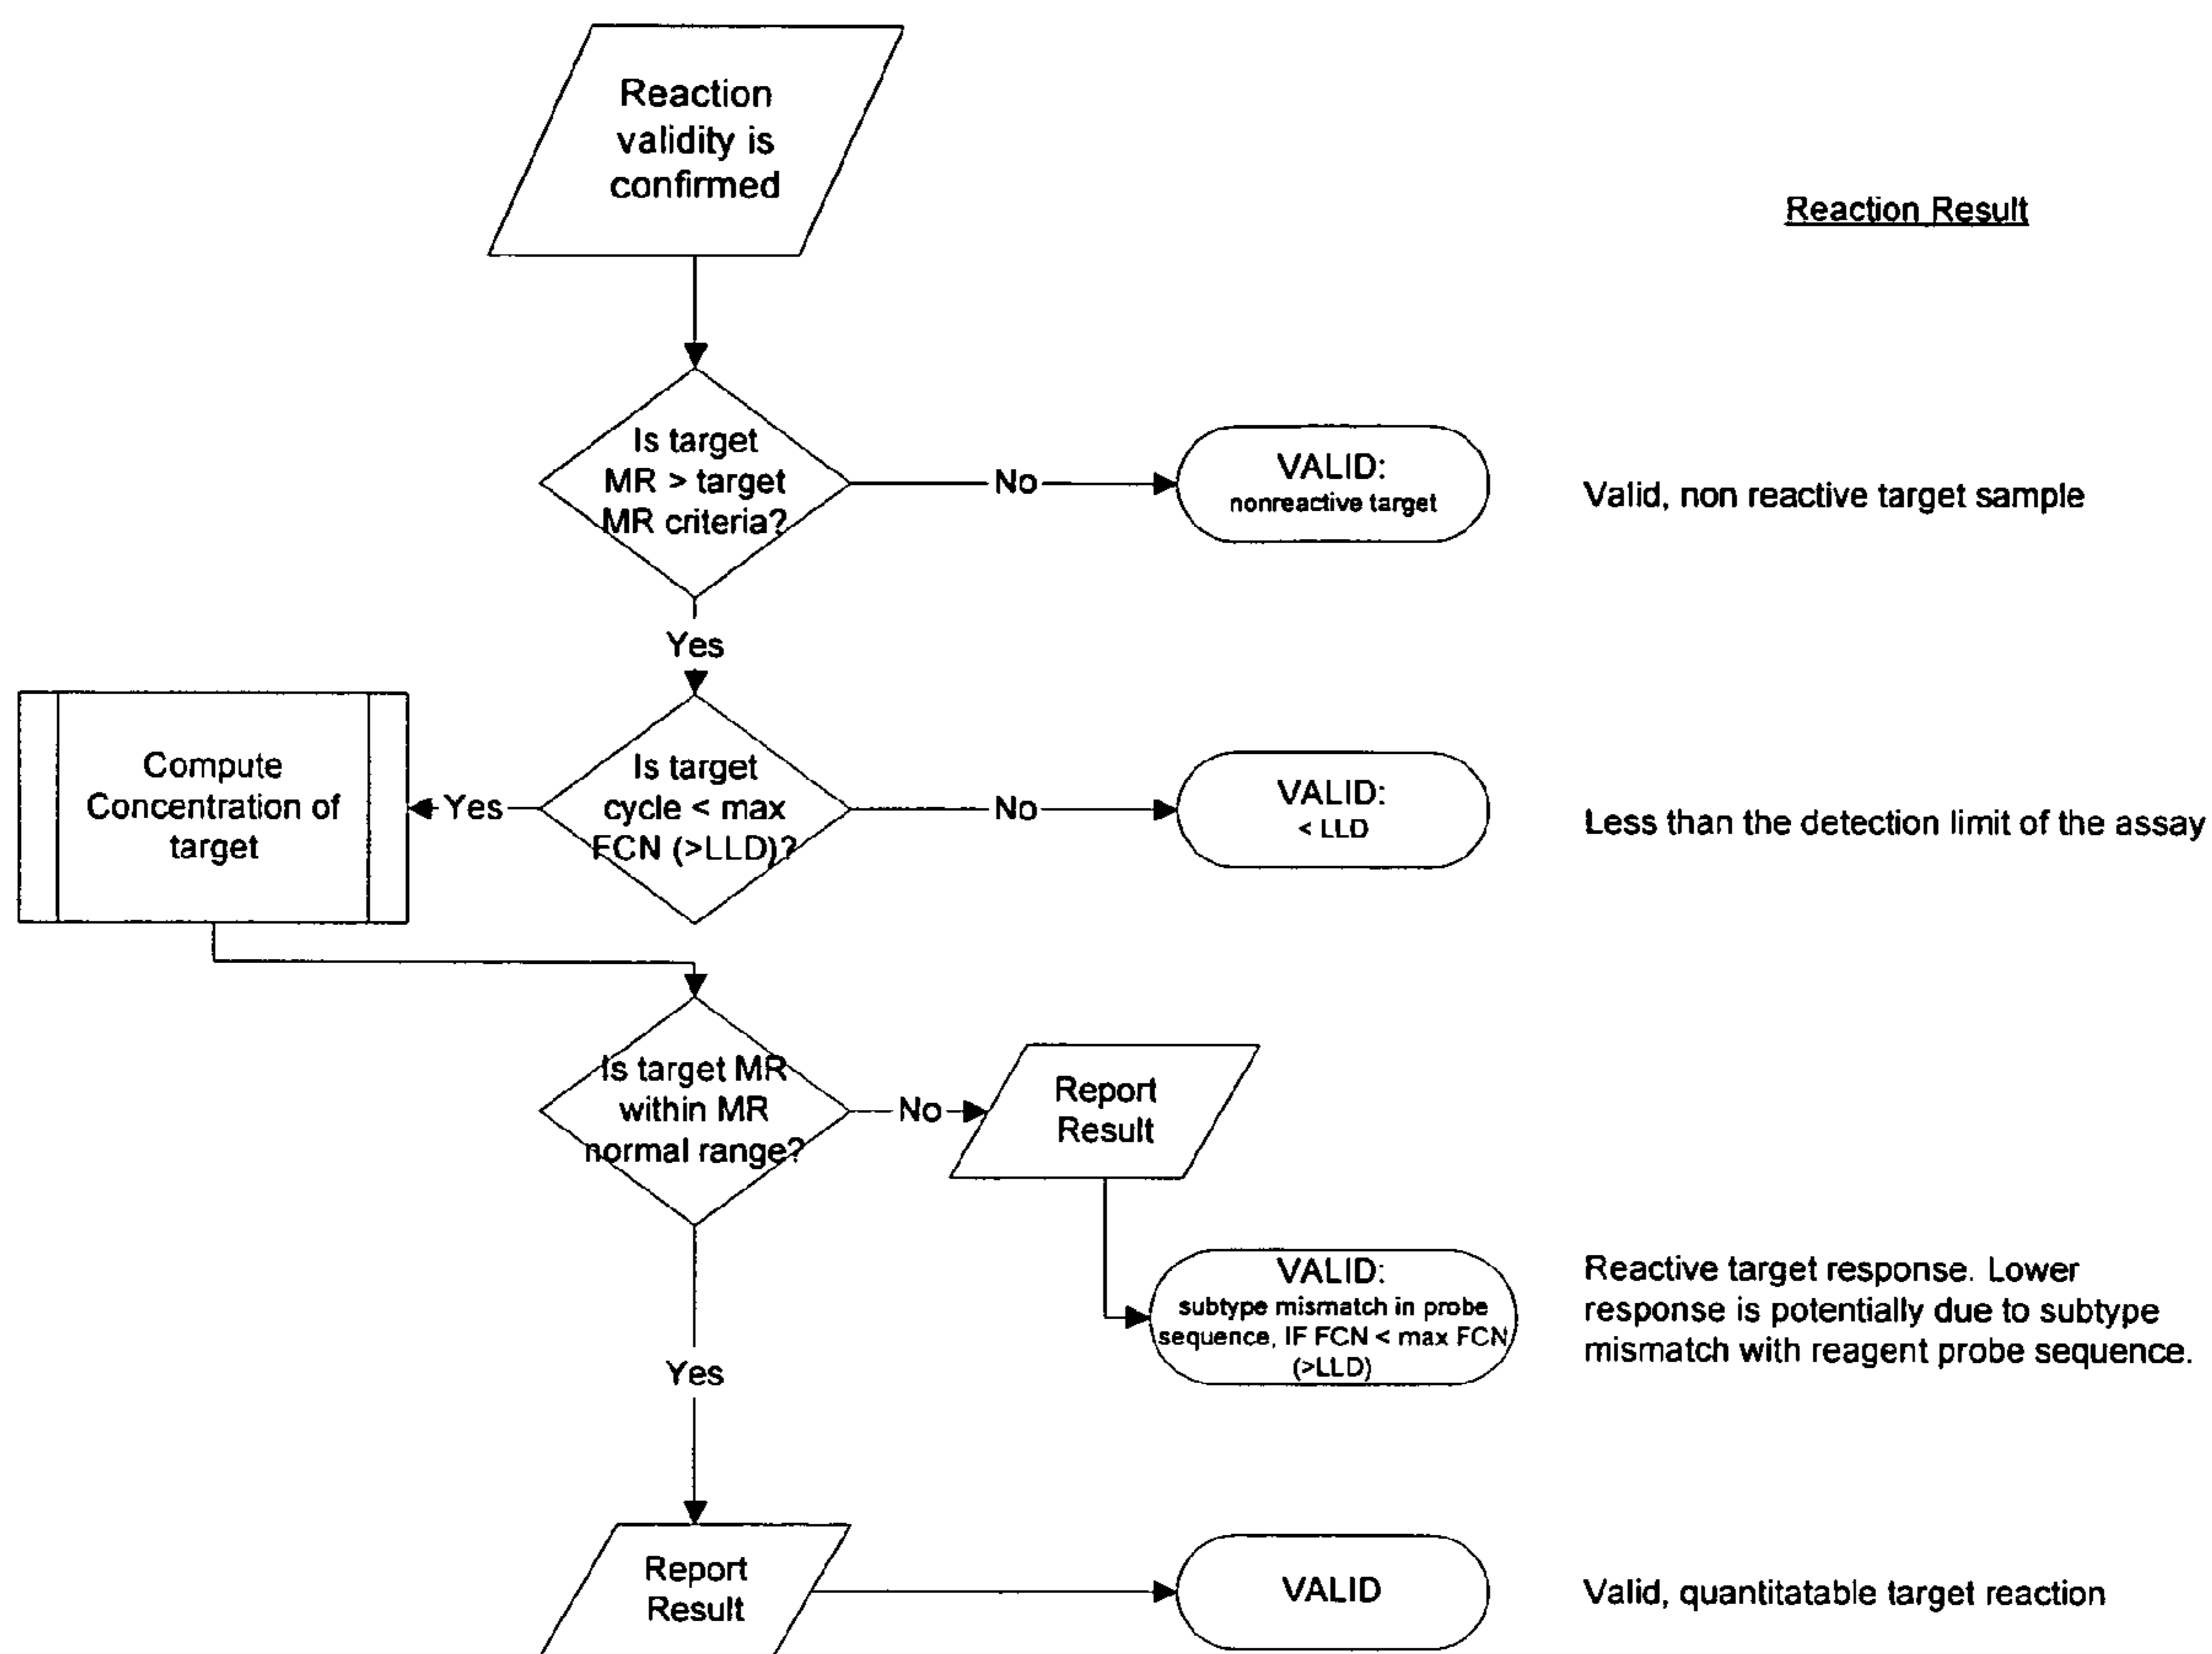 Reaction
validity is
confirmed
Reaction Result
Is target
MR > target
MR criteria?
No
VALID:
nonreactive target
Valid, non reactive target sample
Yes
Compute
Concentration of
target
Yes
Is target
cycle < max
FCN (>LLD)?
No
VALID:
< LLD
Less than the detection limit of the assay
Is target MR
within MR
normal range?
No
Report
Result
VALID:
subtype mismatch in probe
sequence, IF FCN < max FCN
(>LLD)
Reactive target response. Lower
response is potentially due to subtype
mismatch with reagent probe sequence.
Yes
Report
Result
VALID
Valid, quantitatable target reaction